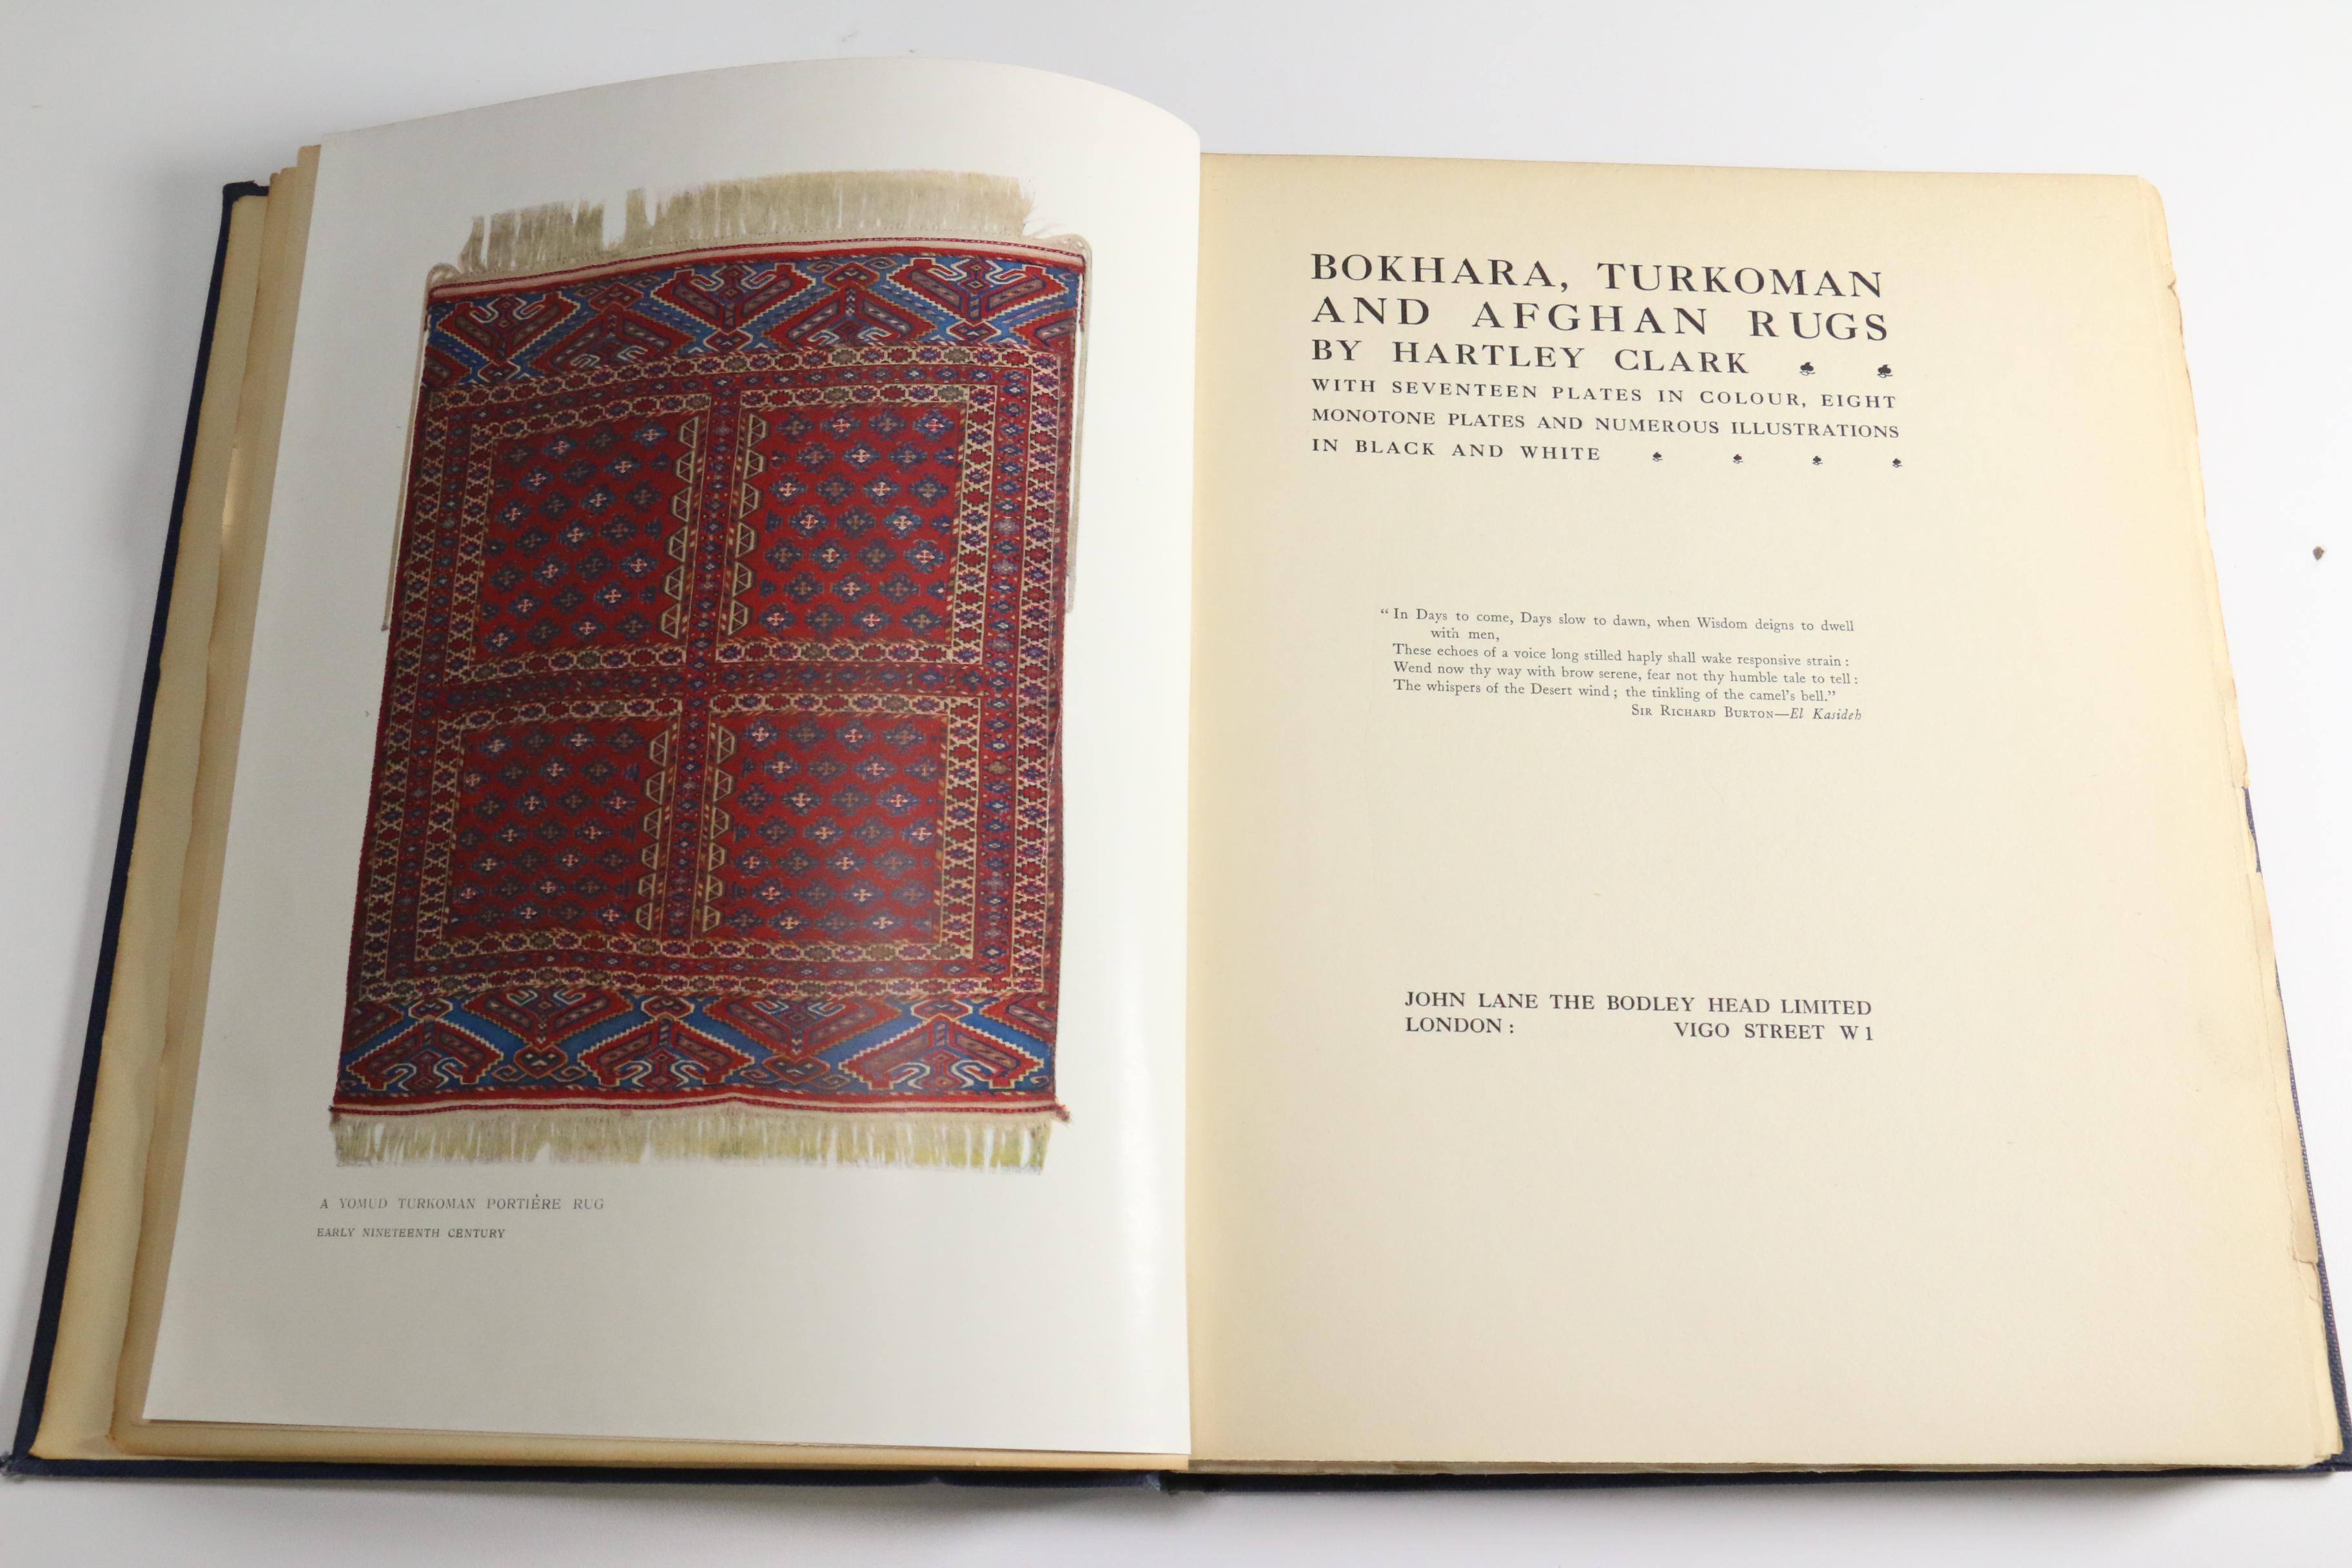 A YOMUD TURKOMAN PORTIÈRE RUG
EARLY NINETEENTH CENTURY
BOKHARA, TURKOMAN
AND AFGHAN RUGS
BY HARTLEY CLARK
WITH SEVENTEEN PLATES IN COLOUR, EIGHT
MONOTONE PLATES AND NUMEROUS ILLUSTRATIONS
IN BLACK AND WHITE
“In Days to come, Days slow to dawn, when Wisdom deigns to dwell
with men,
These echoes of a voice long stilled haply shall wake responsive strain:
Wend now thy way with brow serene, fear not thy humble tale to tell:
The whispers of the Desert wind; the tinkling of the camel's bell.”
SIR RICHARD BURTON—El Kasideh
JOHN LANE THE BODLEY HEAD LIMITED
LONDON: VIGO STREET W 1